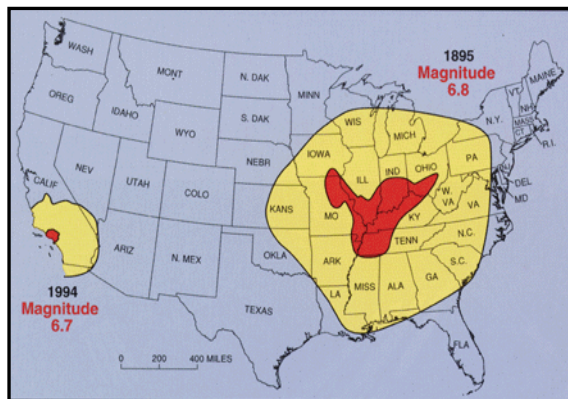 WASH
MONT
N. DAK
MINN
OREG
IDAHO
S. DAK
WIS
MICH
1895
Magnitude
6.8
MAINE
VT
NH
N.Y.
MASS
CT
R.I.
WYO
NEBR
IOWA
ILL
IND
OHIO
PA
NEV
UTAH
COLO
KANS
MO
KY
W.
VA
VA
DEL
MD
CALIF
ARIZ
N. MEX
OKLA
ARK
TENN
N.C.
S.C.
1994
Magnitude
6.7
TEXAS
LA
MISS
ALA
GA
FLA
0 200 400 MILES